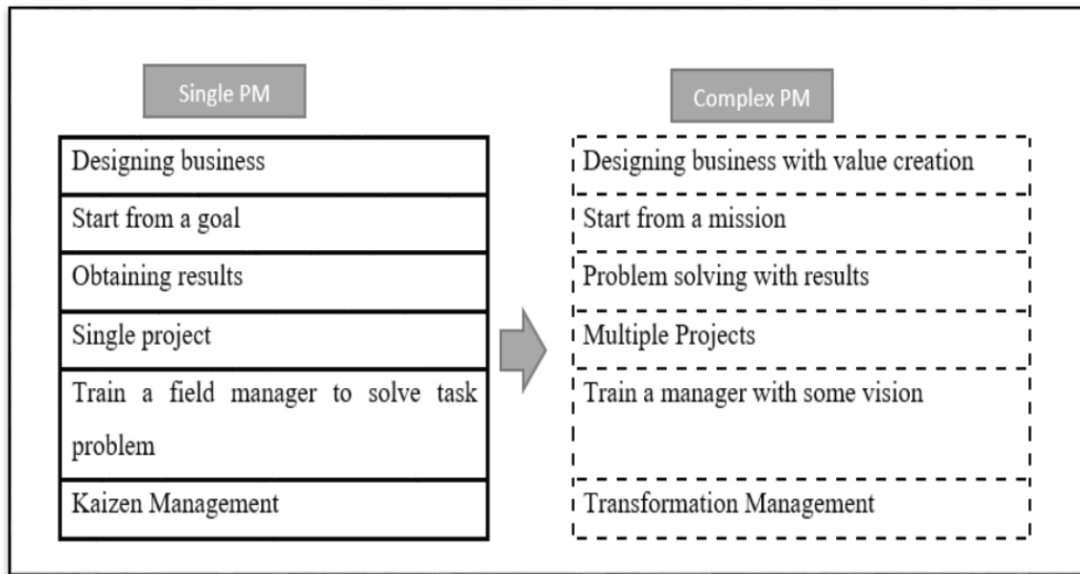 Single PM
Designing business
Start from a goal
Obtaining results
Single project
Train a field manager to solve task
problem
Kaizen Management
Complex PM
Designing business with value creation
Start from a mission
Problem solving with results
Multiple Projects
Train a manager with some vision
Transformation Management